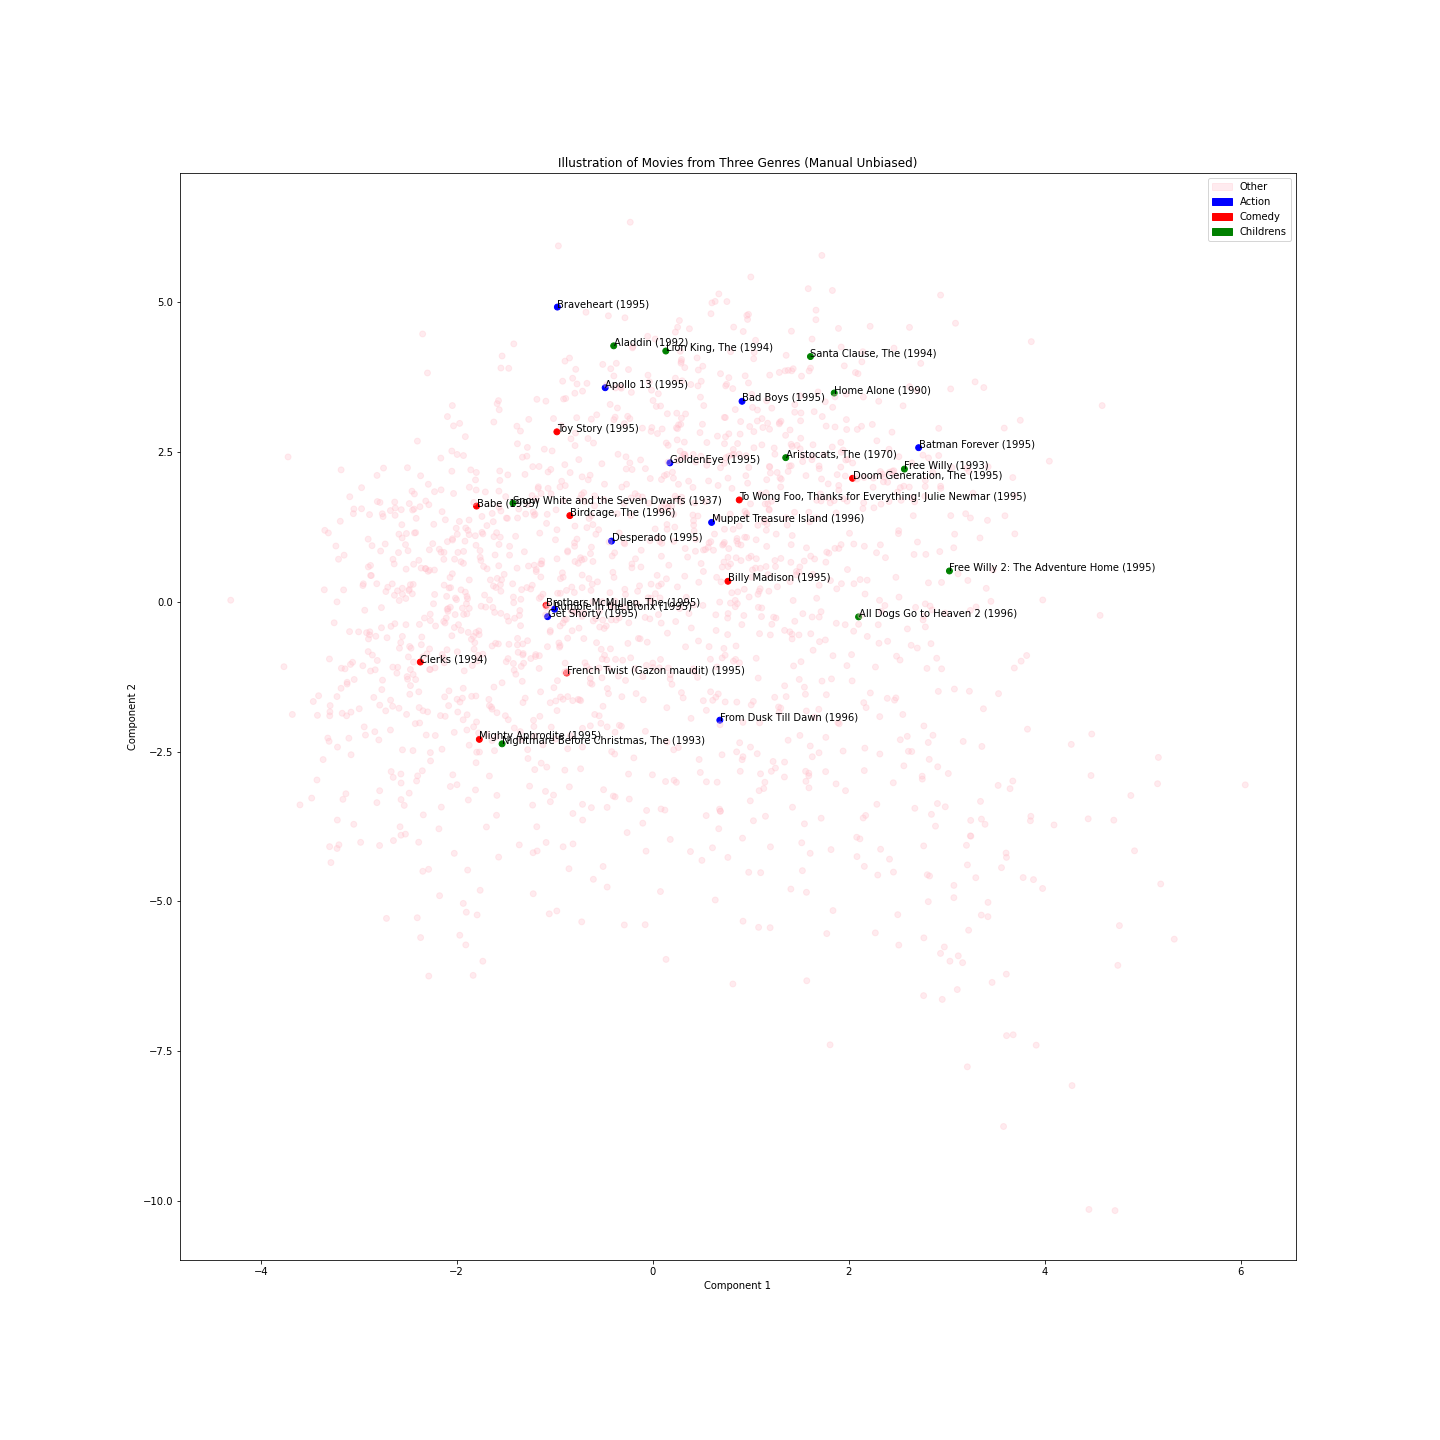 Illustration of Movies from Three Genres (Manual Unbiased)
Other
Action
Comedy
Childrens
Braveheart (1995)
Aladdin (1992)
Lion King, The (1994)
Santa Clause, The (1994)
Apollo 13 (1995)
Home Alone (1990)
Bad Boys (1995)
Toy Story (1995)
Batman Forever (1995)
Aristocats, The (1970)
GoldenEye (1995)
Free Willy (1993)
Doom Generation, The (1995)
To Wong Foo, Thanks for Everything! Julie Newmar (1995)
Snow White and the Seven Dwarfs (1937)
Babe (1995)
Birdcage, The (1996)
Muppet Treasure Island (1996)
Desperado (1995)
Free Willy 2: The Adventure Home (1995)
Billy Madison (1995)
Brothers McMullen, The (1995)
Rumble in the Bronx (1995)
Get Shorty (1995)
All Dogs Go to Heaven 2 (1996)
Clerks (1994)
French Twist (Gazon maudit) (1995)
From Dusk Till Dawn (1996)
Mighty Aphrodite (1995)
Nightmare Before Christmas, The (1993)
5.0
2.5
0.0
−2.5
−5.0
−7.5
−10.0
Component 2
−4
−2
0
2
4
6
Component 1